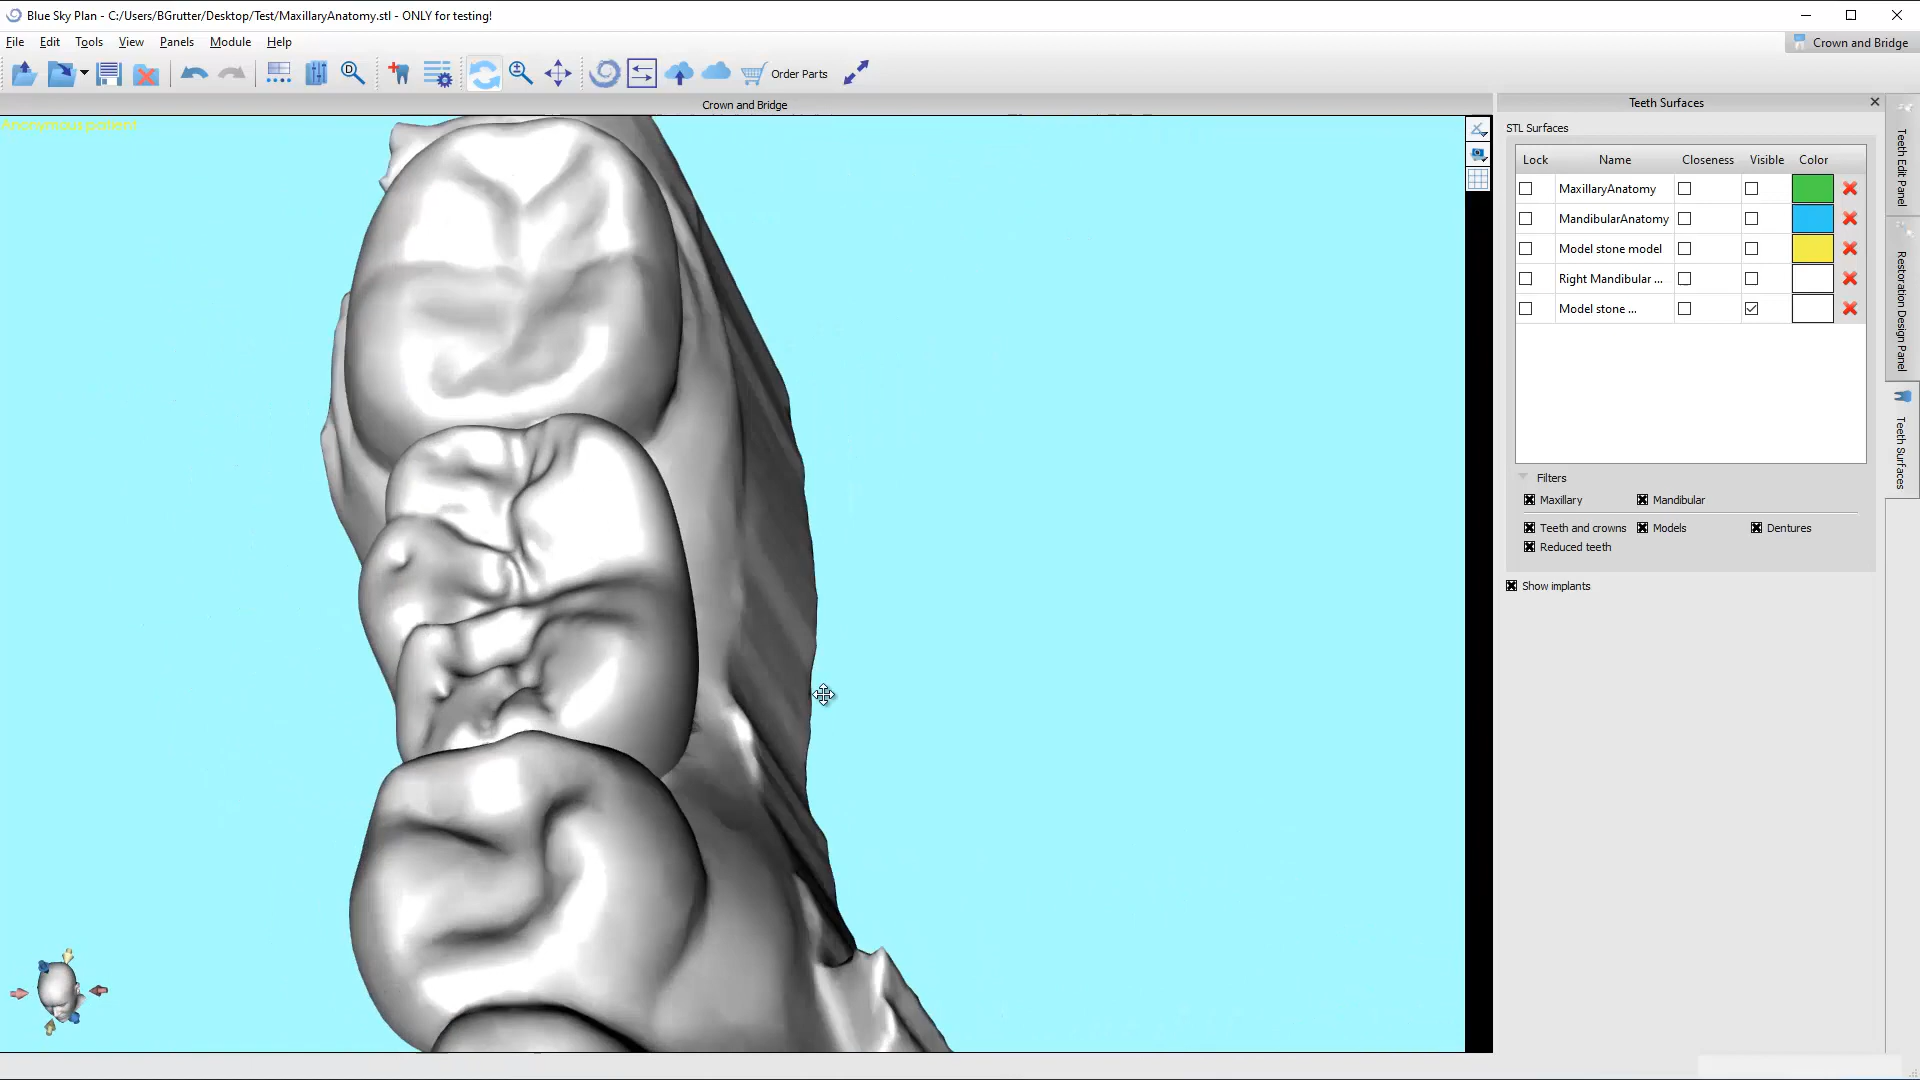 Blue Sky Plan - C:/Users/BGrutter/Desktop/Test/MaxillaryAnatomy.stl - ONLY for testing!
File Edit Tools View Panels Module Help
Crown and Bridge
D
Order Parts
Crown and Bridge
Teeth Surfaces
Anonymous patient
STL Surfaces
Lock Name Closeness Visible Color
MaxillaryAnatomy
MandibularAnatomy
Model stone model
Right Mandibular ...
Model stone ...
Filters
Maxillary Mandibular
Teeth and crowns Models Dentures
Reduced teeth
Show implants
Teeth Edit Panel
Restoration Design Panel
Teeth Surfaces